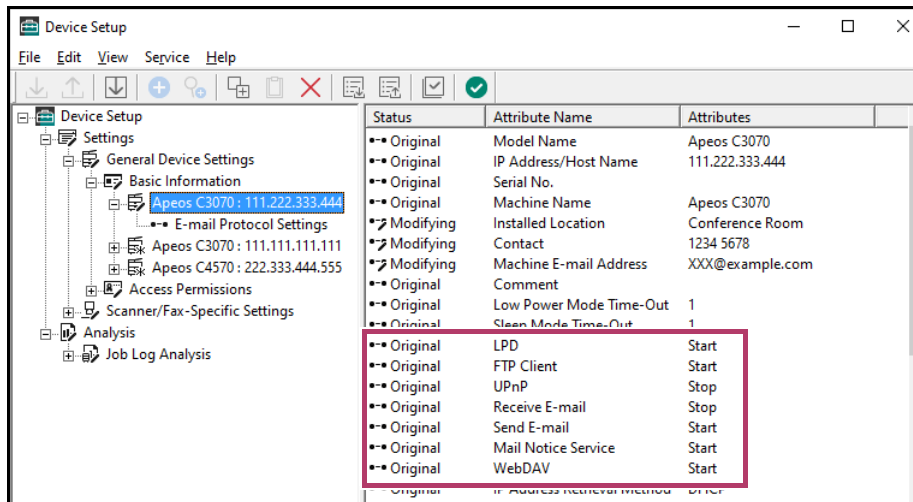 Device Setup
File Edit View Service Help
Device Setup
Settings
General Device Settings
Basic Information
Apeos C3070 : 111.222.333.444
E-mail Protocol Settings
Apeos C3070 : 111.111.111.111
Apeos C4570 : 222.333.444.555
Access Permissions
Scanner/Fax-Specific Settings
Analysis
Job Log Analysis
Status Attribute Name Attributes
Original Model Name Apeos C3070
Original IP Address/Host Name 111.222.333.444
Original Serial No.
Original Machine Name Apeos C3070
Modifying Installed Location Conference Room
Modifying Contact 1234 5678
Modifying Machine E-mail Address XXX@example.com
Original Comment
Original Low Power Mode Time-Out 1
Original Sleep Mode Time-Out 1
Original LPD Start
Original FTP Client Start
Original UPnP Stop
Original Receive E-mail Stop
Original Send E-mail Start
Original Mail Notice Service Start
Original WebDAV Start
Original IP Address Retrieval Method DHCP